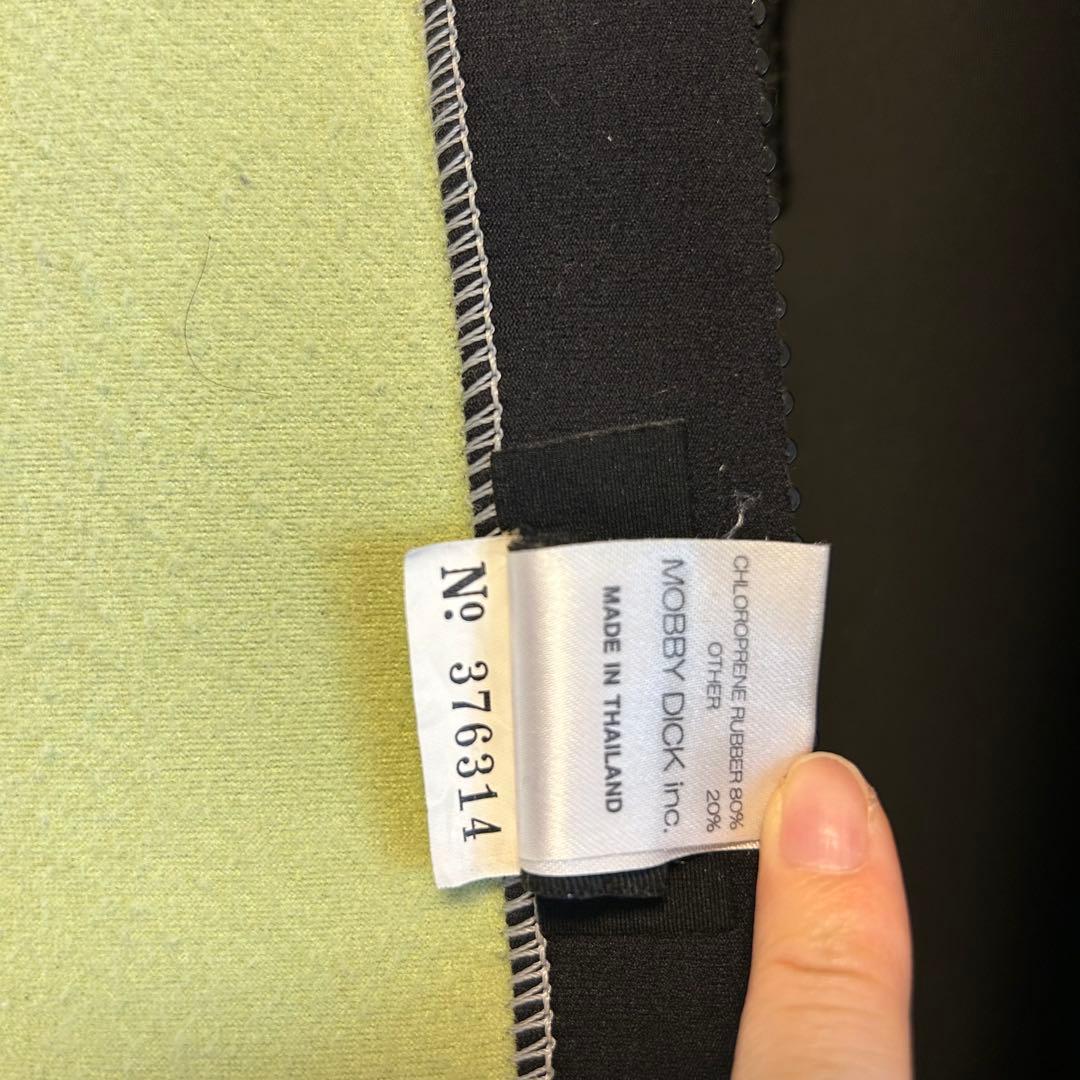 CHLOROPRENE RUBBER 80%
OTHER 20%
MOBBY DICK inc.
MADE IN THAILAND
No. 376314